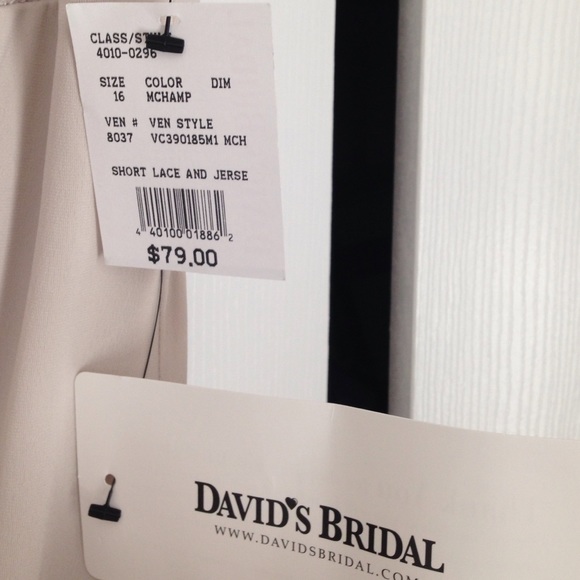 CLASS/STYLE
4010-0296
SIZE COLOR DIM
16 MCHAMP
VEN # VEN STYLE
8037 VC390185M1 MCH
SHORT LACE AND JERSE
4 40100 01886 2
$79.00
DAVID'S BRIDAL
WWW.DAVIDSBRIDAL.COM